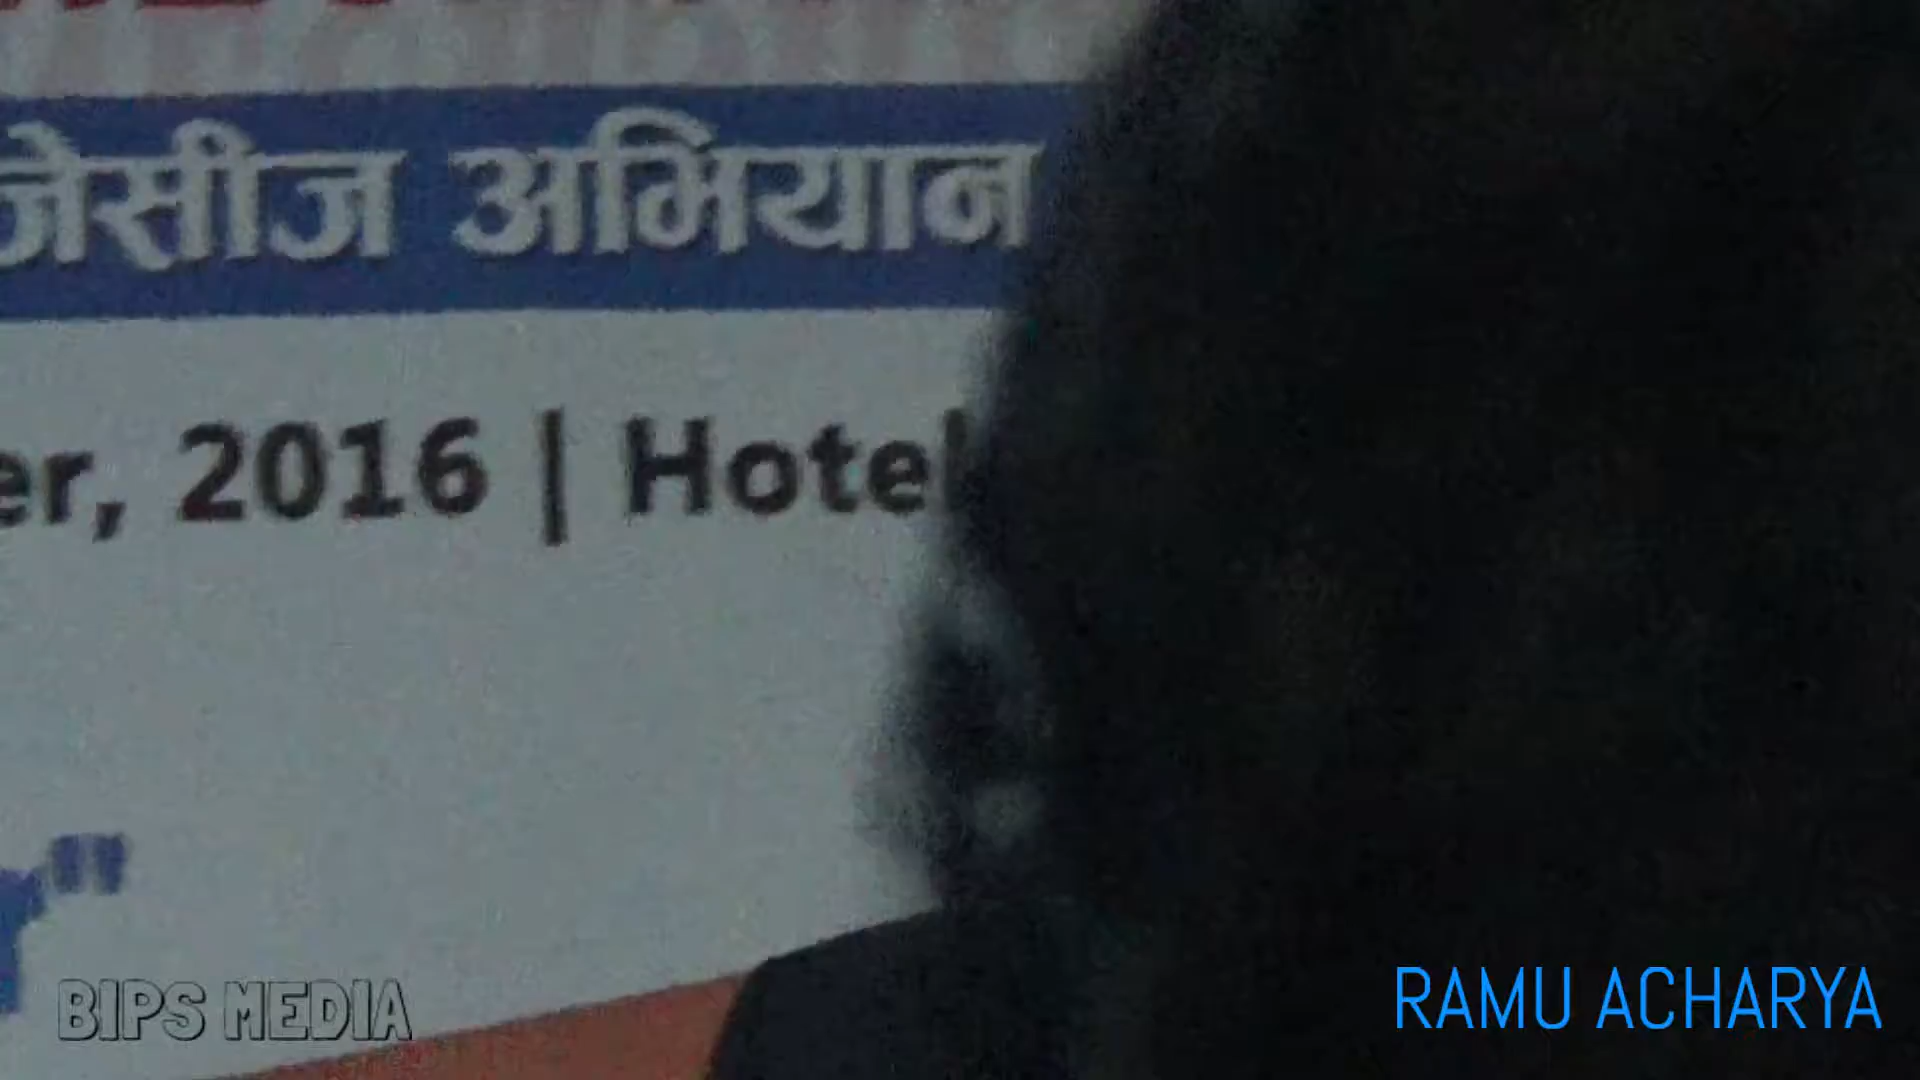 जेसीज अभियान
er, 2016 | Hotel
"
BIPS MEDIA
RAMU ACHARYA